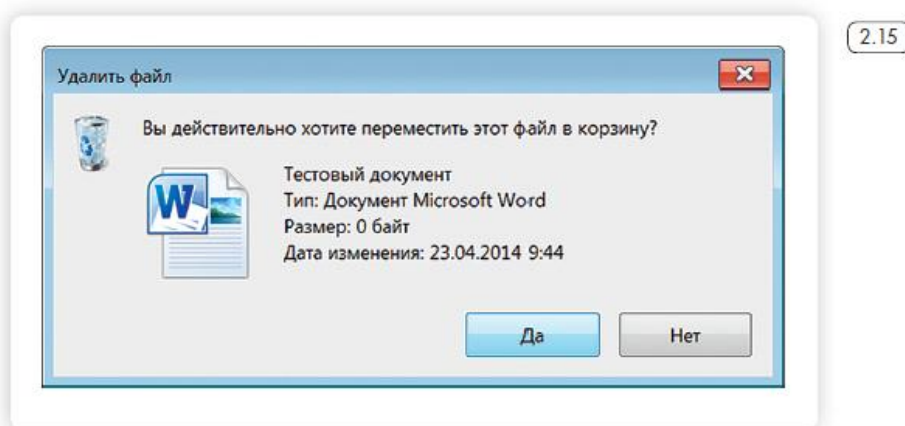 2.15
Удалить файл
Вы действительно хотите переместить этот файл в корзину?
W
Тестовый документ
Тип: Документ Microsoft Word
Размер: 0 байт
Дата изменения: 23.04.2014 9:44
Да
Нет